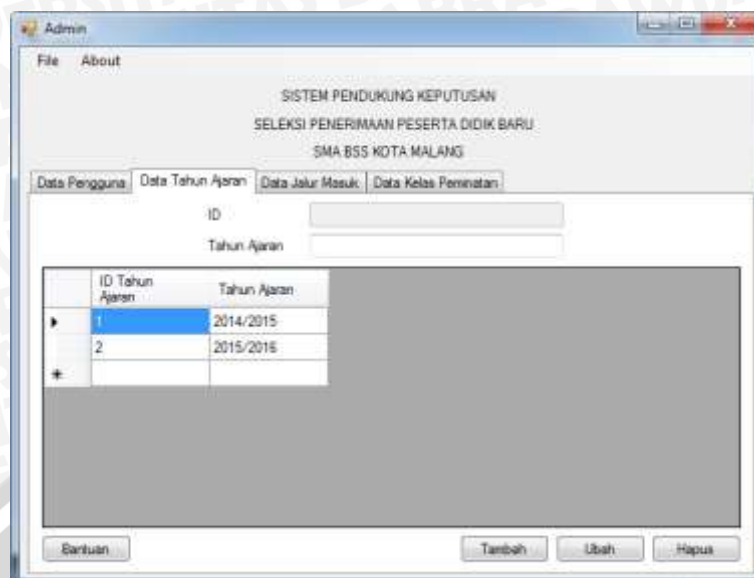 Admin
File About
SISTEM PENDUKUNG KEPUTUSAN
SELEKSI PENERIMAAN PESERTA DIDIK BARU
SMA BSS KOTA MALANG
Data Pengguna Data Tahun Ajaran Data Jalur Masuk Data Kelas Peminatan
ID
Tahun Ajaran
ID Tahun Ajaran Tahun Ajaran
1 2014/2015
2 2015/2016
Bantuan Tambah Ubah Hapus